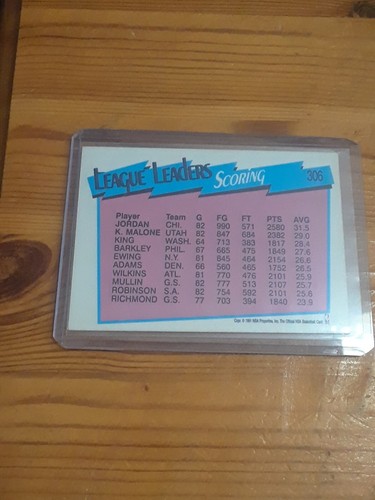 LEAGUE LEADERS SCORING 306
Player Team G FG FT PTS AVG
JORDAN CHI. 82 990 571 2580 31.5
K. MALONE UTAH 82 847 684 2382 29.0
KING WASH. 64 713 383 1817 28.4
BARKLEY PHIL. 67 665 475 1849 27.6
EWING N.Y. 81 845 464 2154 26.6
ADAMS DEN. 66 560 465 1752 26.5
WILKINS ATL. 81 770 476 2101 25.9
MULLIN G.S. 82 777 513 2107 25.7
ROBINSON S.A. 82 754 592 2101 25.6
RICHMOND G.S. 77 703 394 1840 23.9